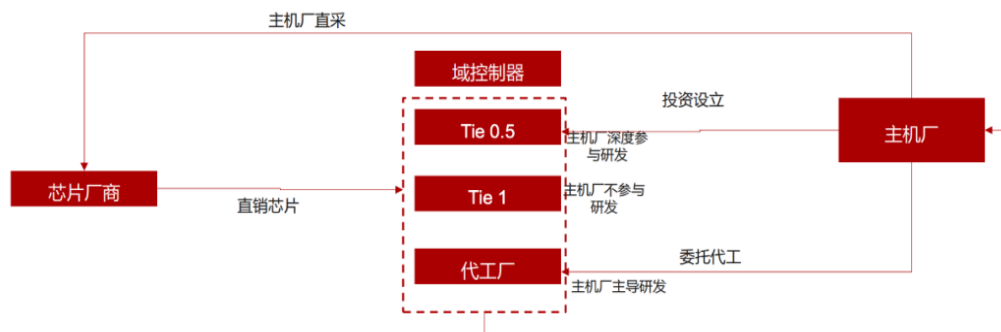 主机厂直采
域控制器
投资设立
Tie 0.5
主机厂
主机厂深度参
与研发
芯片厂商
直销芯片
Tie 1
主机厂不参与
研发
代工厂
委托代工
主机厂主导研发